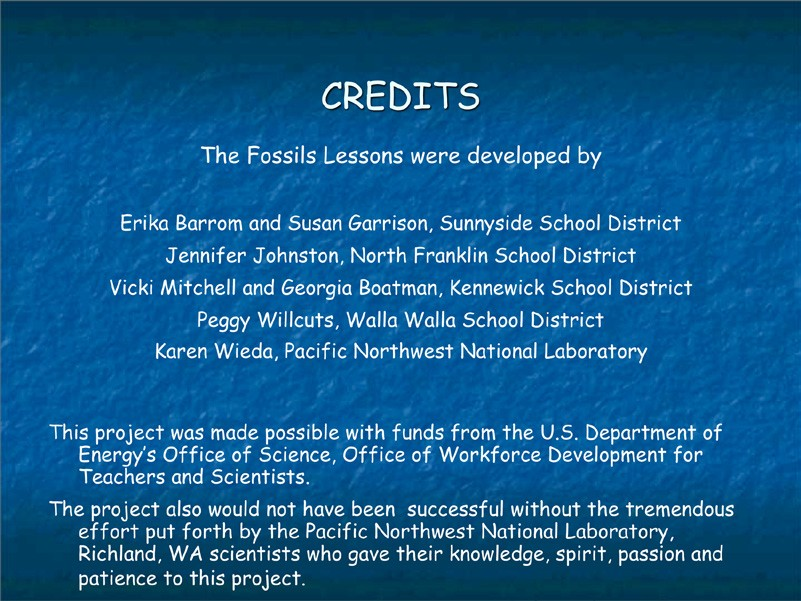 CREDITS
The Fossils Lessons were developed by
Erika Barrom and Susan Garrison, Sunnyside School District
Jennifer Johnston, North Franklin School District
Vicki Mitchell and Georgia Boatman, Kennewick School District
Peggy Willcuts, Walla Walla School District
Karen Wieda, Pacific Northwest National Laboratory
This project was made possible with funds from the U.S. Department of
Energy's Office of Science, Office of Workforce Development for
Teachers and Scientists.
The project also would not have been  successful without the tremendous
effort put forth by the Pacific Northwest National Laboratory,
Richland, WA scientists who gave their knowledge, spirit, passion and
patience to this project.